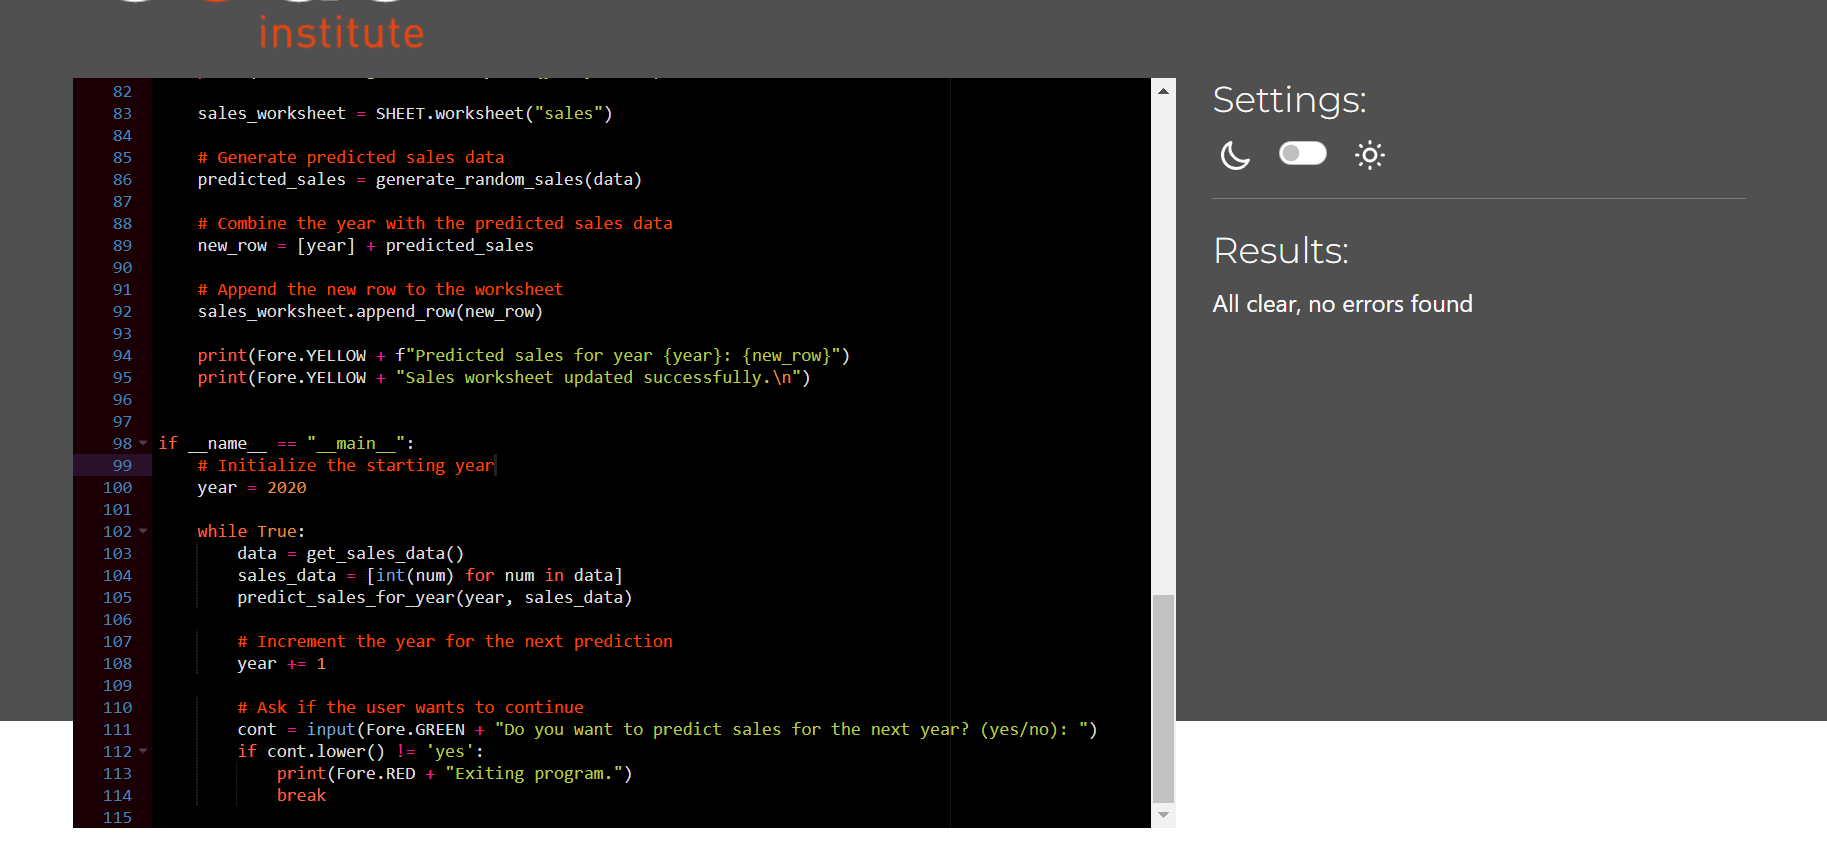 institute
82
83 sales_worksheet = SHEET.worksheet("sales")
84
85 # Generate predicted sales data
86 predicted_sales = generate_random_sales(data)
87
88 # Combine the year with the predicted sales data
89 new_row = [year] + predicted_sales
90
91 # Append the new row to the worksheet
92 sales_worksheet.append_row(new_row)
93
94 print(Fore.YELLOW + f"Predicted sales for year {year}: {new_row}")
95 print(Fore.YELLOW + "Sales worksheet updated successfully.\n")
96
97
98 if __name__ == "__main__":
99 # Initialize the starting year
100 year = 2020
101
102 while True:
103 data = get_sales_data()
104 sales_data = [int(num) for num in data]
105 predict_sales_for_year(year, sales_data)
106
107 # Increment the year for the next prediction
108 year += 1
109
110 # Ask if the user wants to continue
111 cont = input(Fore.GREEN + "Do you want to predict sales for the next year? (yes/no): ")
112 if cont.lower() != 'yes':
113 print(Fore.RED + "Exiting program.")
114 break
115
Settings:
Results:
All clear, no errors found